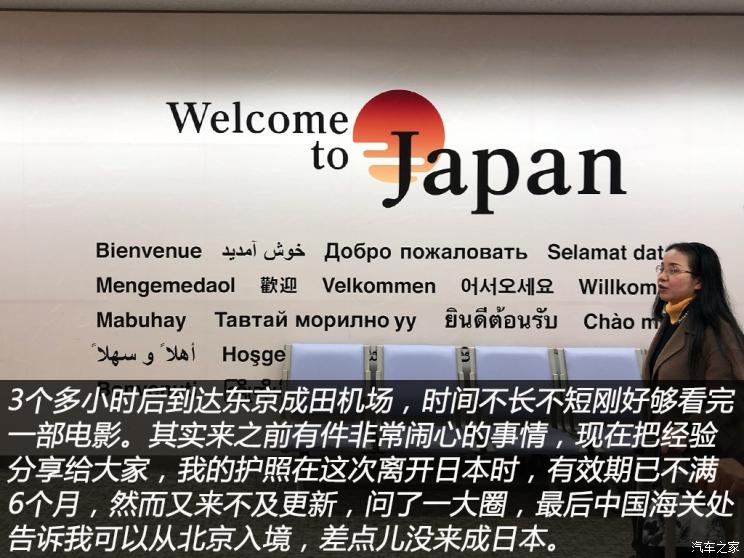 Welcome
to Japan
Bienvenue خوش آمدید Добро пожаловать Selamat dat
Mengemedaol 歡迎 Velkommen 어서오세요 Willkom
Mabuhay Тавтай морилно уу ยินดีต้อนรับ Chào m
أهلاً و سهلاً Hoşge
Benvenuti
3个多小时后到达东京成田机场，时间不长不短刚好够看完
一部电影。其实来之前有件非常闹心的事情，现在把经验
分享给大家，我的护照在这次离开日本时，有效期已不满
6个月，然而又来不及更新，问了一大圈，最后中国海关处
告诉我可以从北京入境，差点儿没来成日本。
汽车之家